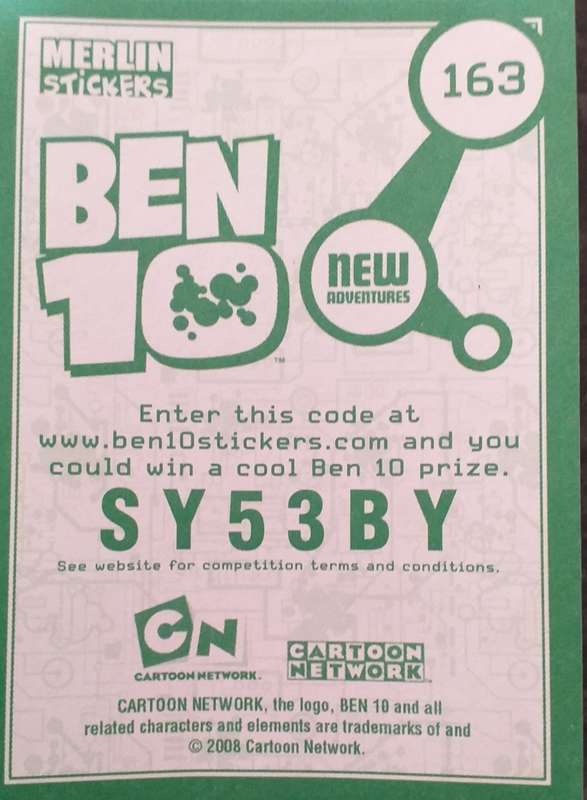 MERLIN
STICKERS
163
BEN
10
™
NEW
ADVENTURES
Enter this code at
www.ben10stickers.com and you
could win a cool Ben 10 prize.
SY53BY
See website for competition terms and conditions.
CN
CARTOON NETWORK.
CARTOON
NETWORK
CARTOON NETWORK, the logo, BEN 10 and all
related characters and elements are trademarks of and
© 2008 Cartoon Network.